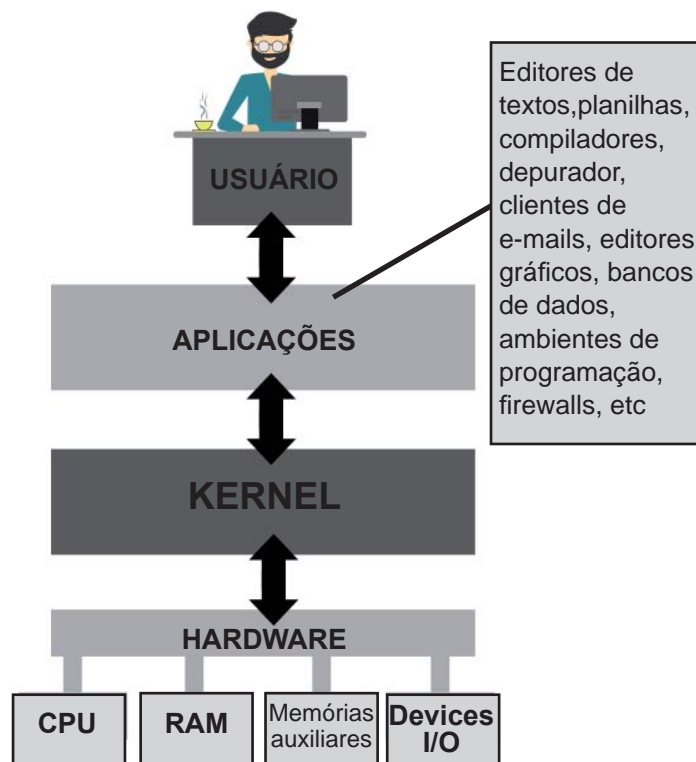 USUÁRIO
Editores de
textos,planilhas,
compiladores,
depurador,
clientes de
e-mails, editores
gráficos, bancos
de dados,
ambientes de
programação,
firewalls, etc
APLICAÇÕES
KERNEL
HARDWARE
CPU
RAM
Memórias
auxiliares
Devices
I/O